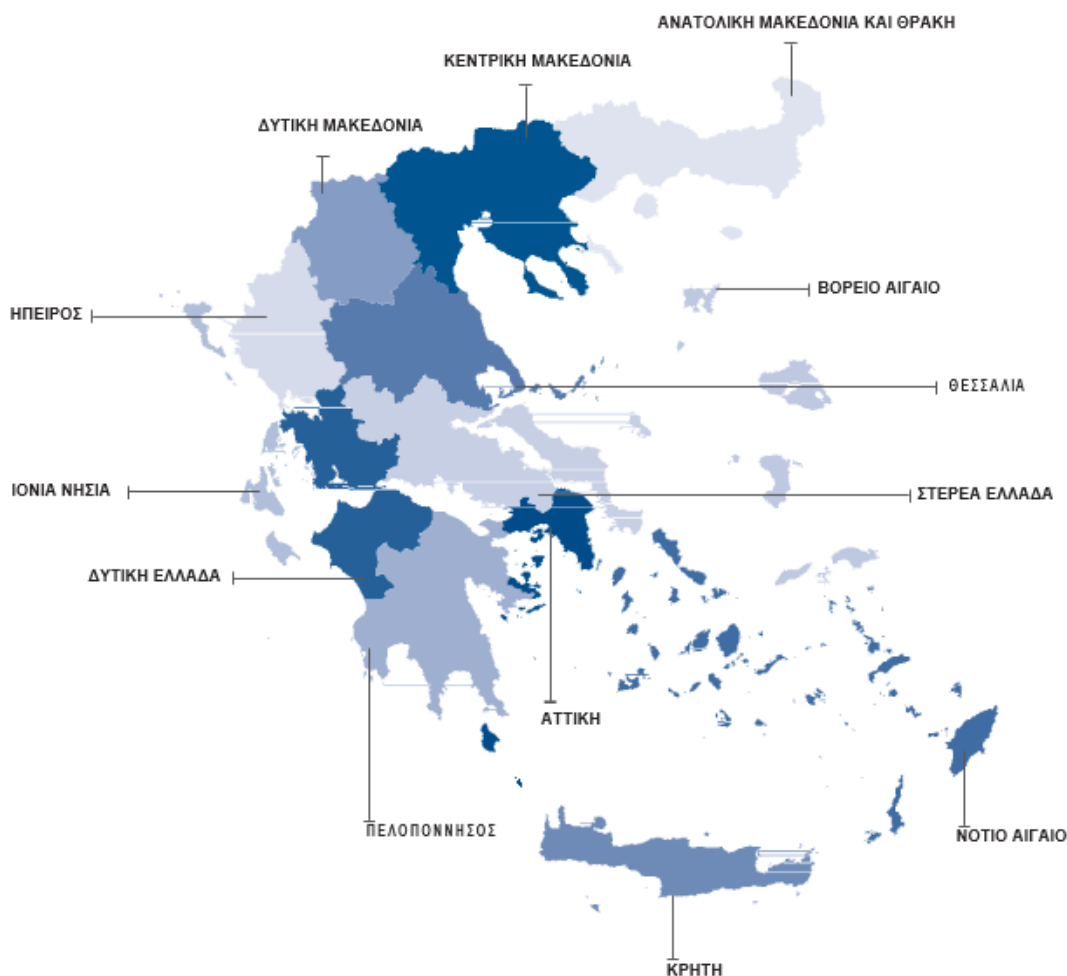 ΑΝΑΤΟΛΙΚΗ ΜΑΚΕΔΟΝΙΑ ΚΑΙ ΘΡΑΚΗ
ΚΕΝΤΡΙΚΗ ΜΑΚΕΔΟΝΙΑ
ΔΥΤΙΚΗ ΜΑΚΕΔΟΝΙΑ
ΒΟΡΕΙΟ ΑΙΓΑΙΟ
ΗΠΕΙΡΟΣ
ΘΕΣΣΑΛΙΑ
ΙΟΝΙΑ ΝΗΣΙΑ
ΣΤΕΡΕΑ ΕΛΛΑΔΑ
ΔΥΤΙΚΗ ΕΛΛΑΔΑ
ΑΤΤΙΚΗ
ΠΕΛΟΠΟΝΝΗΣΟΣ
ΝΟΤΙΟ ΑΙΓΑΙΟ
ΚΡΗΤΗ